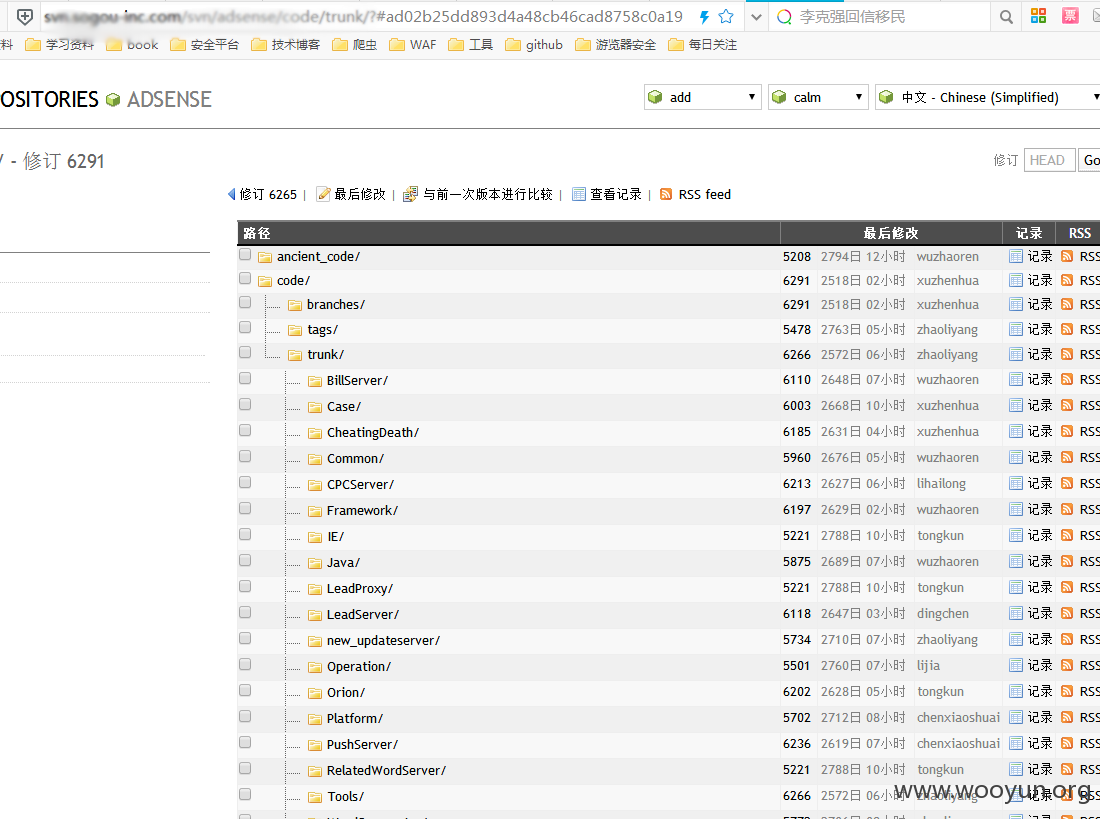 svn.sogou-inc.com/svn/adsense/code/trunk/?#ad02b25dd893d4a48cb46cad8758c0a19 李克强回信移民 票
料 学习资料 book 安全平台 技术博客 爬虫 WAF 工具 github 游览器安全 每日关注
OSITORIES ADSENSE add calm 中文 - Chinese (Simplified)
/ - 修订 6291 修订 HEAD Go
修订 6265 | 最后修改 | 与前一次版本进行比较 | 查看记录 | RSS feed
路径 最后修改 记录 RSS
ancient_code/ 5208 2794日 12小时 wuzhaoren 记录 RSS
code/ 6291 2518日 02小时 xuzhenhua 记录 RSS
branches/ 6291 2518日 02小时 xuzhenhua 记录 RSS
tags/ 5478 2763日 05小时 zhaoliyang 记录 RSS
trunk/ 6266 2572日 06小时 zhaoliyang 记录 RSS
BillServer/ 6110 2648日 07小时 wuzhaoren 记录 RSS
Case/ 6003 2668日 10小时 xuzhenhua 记录 RSS
CheatingDeath/ 6185 2631日 04小时 xuzhenhua 记录 RSS
Common/ 5960 2676日 05小时 wuzhaoren 记录 RSS
CPCServer/ 6213 2627日 06小时 lihailong 记录 RSS
Framework/ 6197 2629日 02小时 wuzhaoren 记录 RSS
IE/ 5221 2788日 10小时 tongkun 记录 RSS
Java/ 5875 2689日 07小时 wuzhaoren 记录 RSS
LeadProxy/ 5221 2788日 10小时 tongkun 记录 RSS
LeadServer/ 6118 2647日 03小时 dingchen 记录 RSS
new_updateserver/ 5734 2710日 07小时 zhaoliyang 记录 RSS
Operation/ 5501 2760日 07小时 lijia 记录 RSS
Orion/ 6202 2628日 05小时 tongkun 记录 RSS
Platform/ 5702 2712日 08小时 chenxiaoshuai 记录 RSS
PushServer/ 6236 2619日 07小时 chenxiaoshuai 记录 RSS
RelatedWordServer/ 5221 2788日 10小时 tongkun 记录 RSS
Tools/ 6266 2572日 06小时 zhaoliyang 记录 RSS
www.wooyun.org